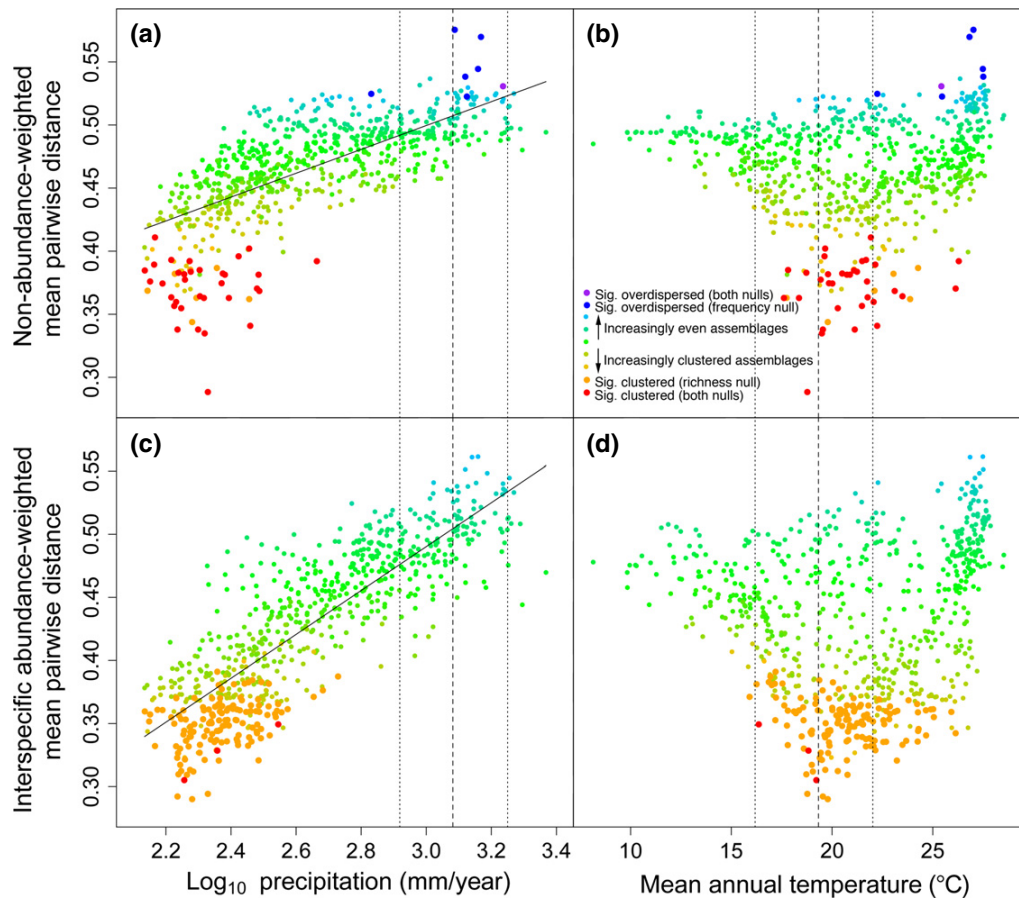 (a)
(b)
Non-abundance-weighted
mean pairwise distance
0.55
0.50
0.45
0.40
0.35
0.30
Sig. overdispersed (both nulls)
Sig. overdispersed (frequency null)
Increasingly even assemblages
Increasingly clustered assemblages
Sig. clustered (richness null)
Sig. clustered (both nulls)
(c)
(d)
Interspecific abundance-weighted
mean pairwise distance
0.55
0.50
0.45
0.40
0.35
0.30
2.2 2.4 2.6 2.8 3.0 3.2 3.4
Log₁₀ precipitation (mm/year)
10 15 20 25
Mean annual temperature (°C)